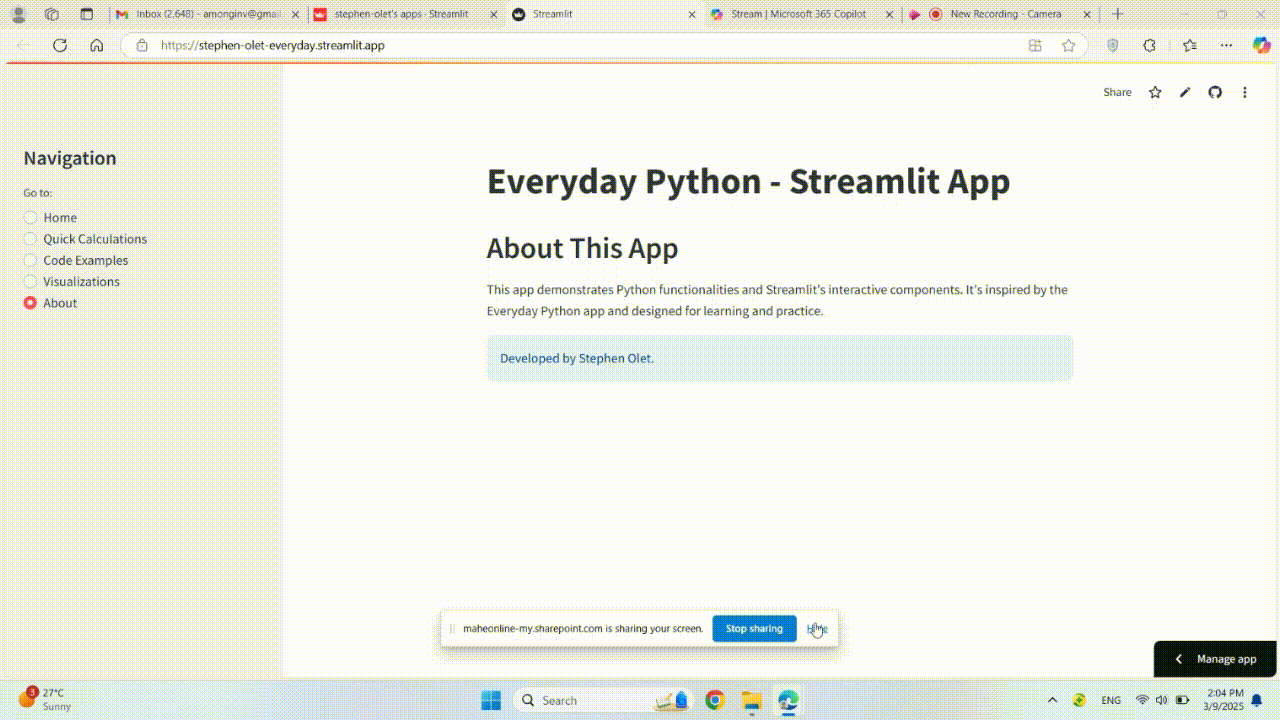 Inbox (2,648) - amonginv@gmail
stephen-olet's apps · Streamlit
Streamlit
Stream | Microsoft 365 Copilot
New Recording - Camera
https://stephen-olet-everyday.streamlit.app
Share
Navigation
Go to:
Home
Quick Calculations
Code Examples
Visualizations
About
Everyday Python - Streamlit App
About This App
This app demonstrates Python functionalities and Streamlit's interactive components. It's inspired by the
Everyday Python app and designed for learning and practice.
Developed by Stephen Olet.
maheonline-my.sharepoint.com is sharing your screen.
Stop sharing
Manage app
3
27°C
Sunny
Search
ENG
2:04 PM
3/9/2025